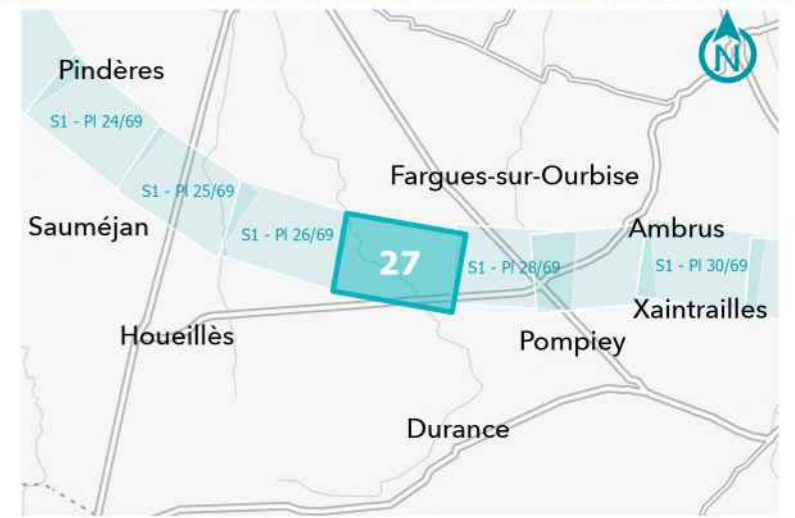 N
Pindères
S1 - Pl 24/69
Fargues-sur-Ourbise
S1 - Pl 25/69
Sauméjan
S1 - Pl 26/69
27
S1 - Pl 28/69
Ambrus
S1 - Pl 30/69
Xaintrailles
Houeillès
Pompiey
Durance